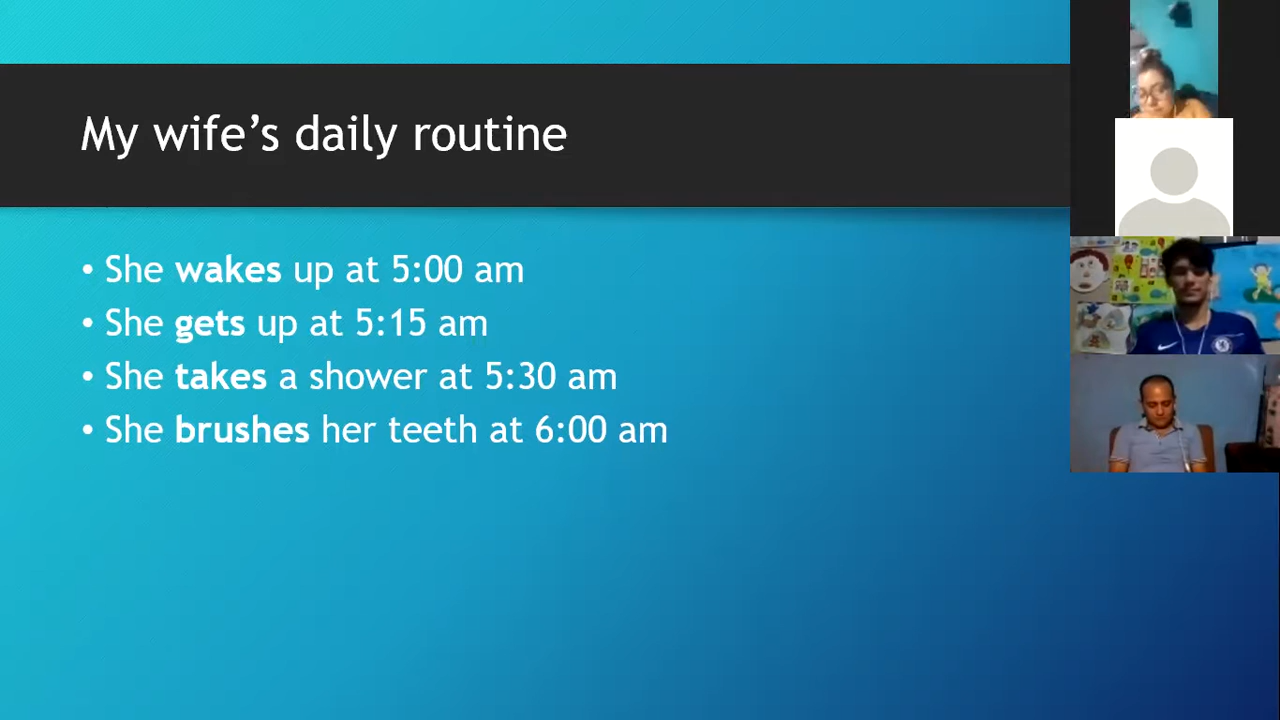 My wife’s daily routine
• She wakes up at 5:00 am
• She gets up at 5:15 am
• She takes a shower at 5:30 am
• She brushes her teeth at 6:00 am